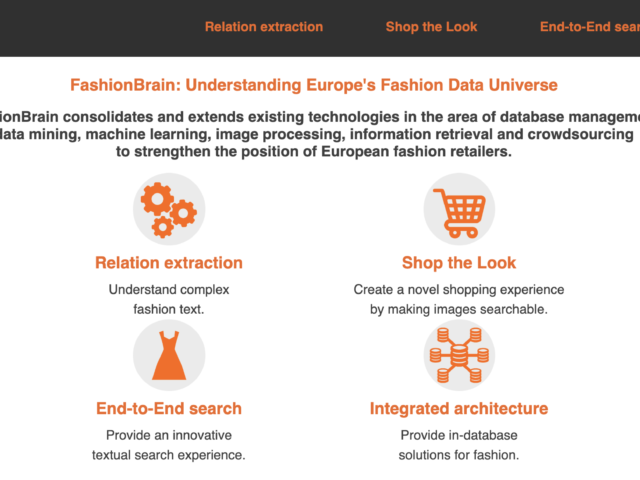 Relation extraction Shop the Look End-to-End sear
FashionBrain: Understanding Europe's Fashion Data Universe
ionBrain consolidates and extends existing technologies in the area of database manageme
data mining, machine learning, image processing, information retrieval and crowdsourcing
to strengthen the position of European fashion retailers.
Relation extraction
Understand complex
fashion text.
Shop the Look
Create a novel shopping experience
by making images searchable.
End-to-End search
Provide an innovative
textual search experience.
Integrated architecture
Provide in-database
solutions for fashion.